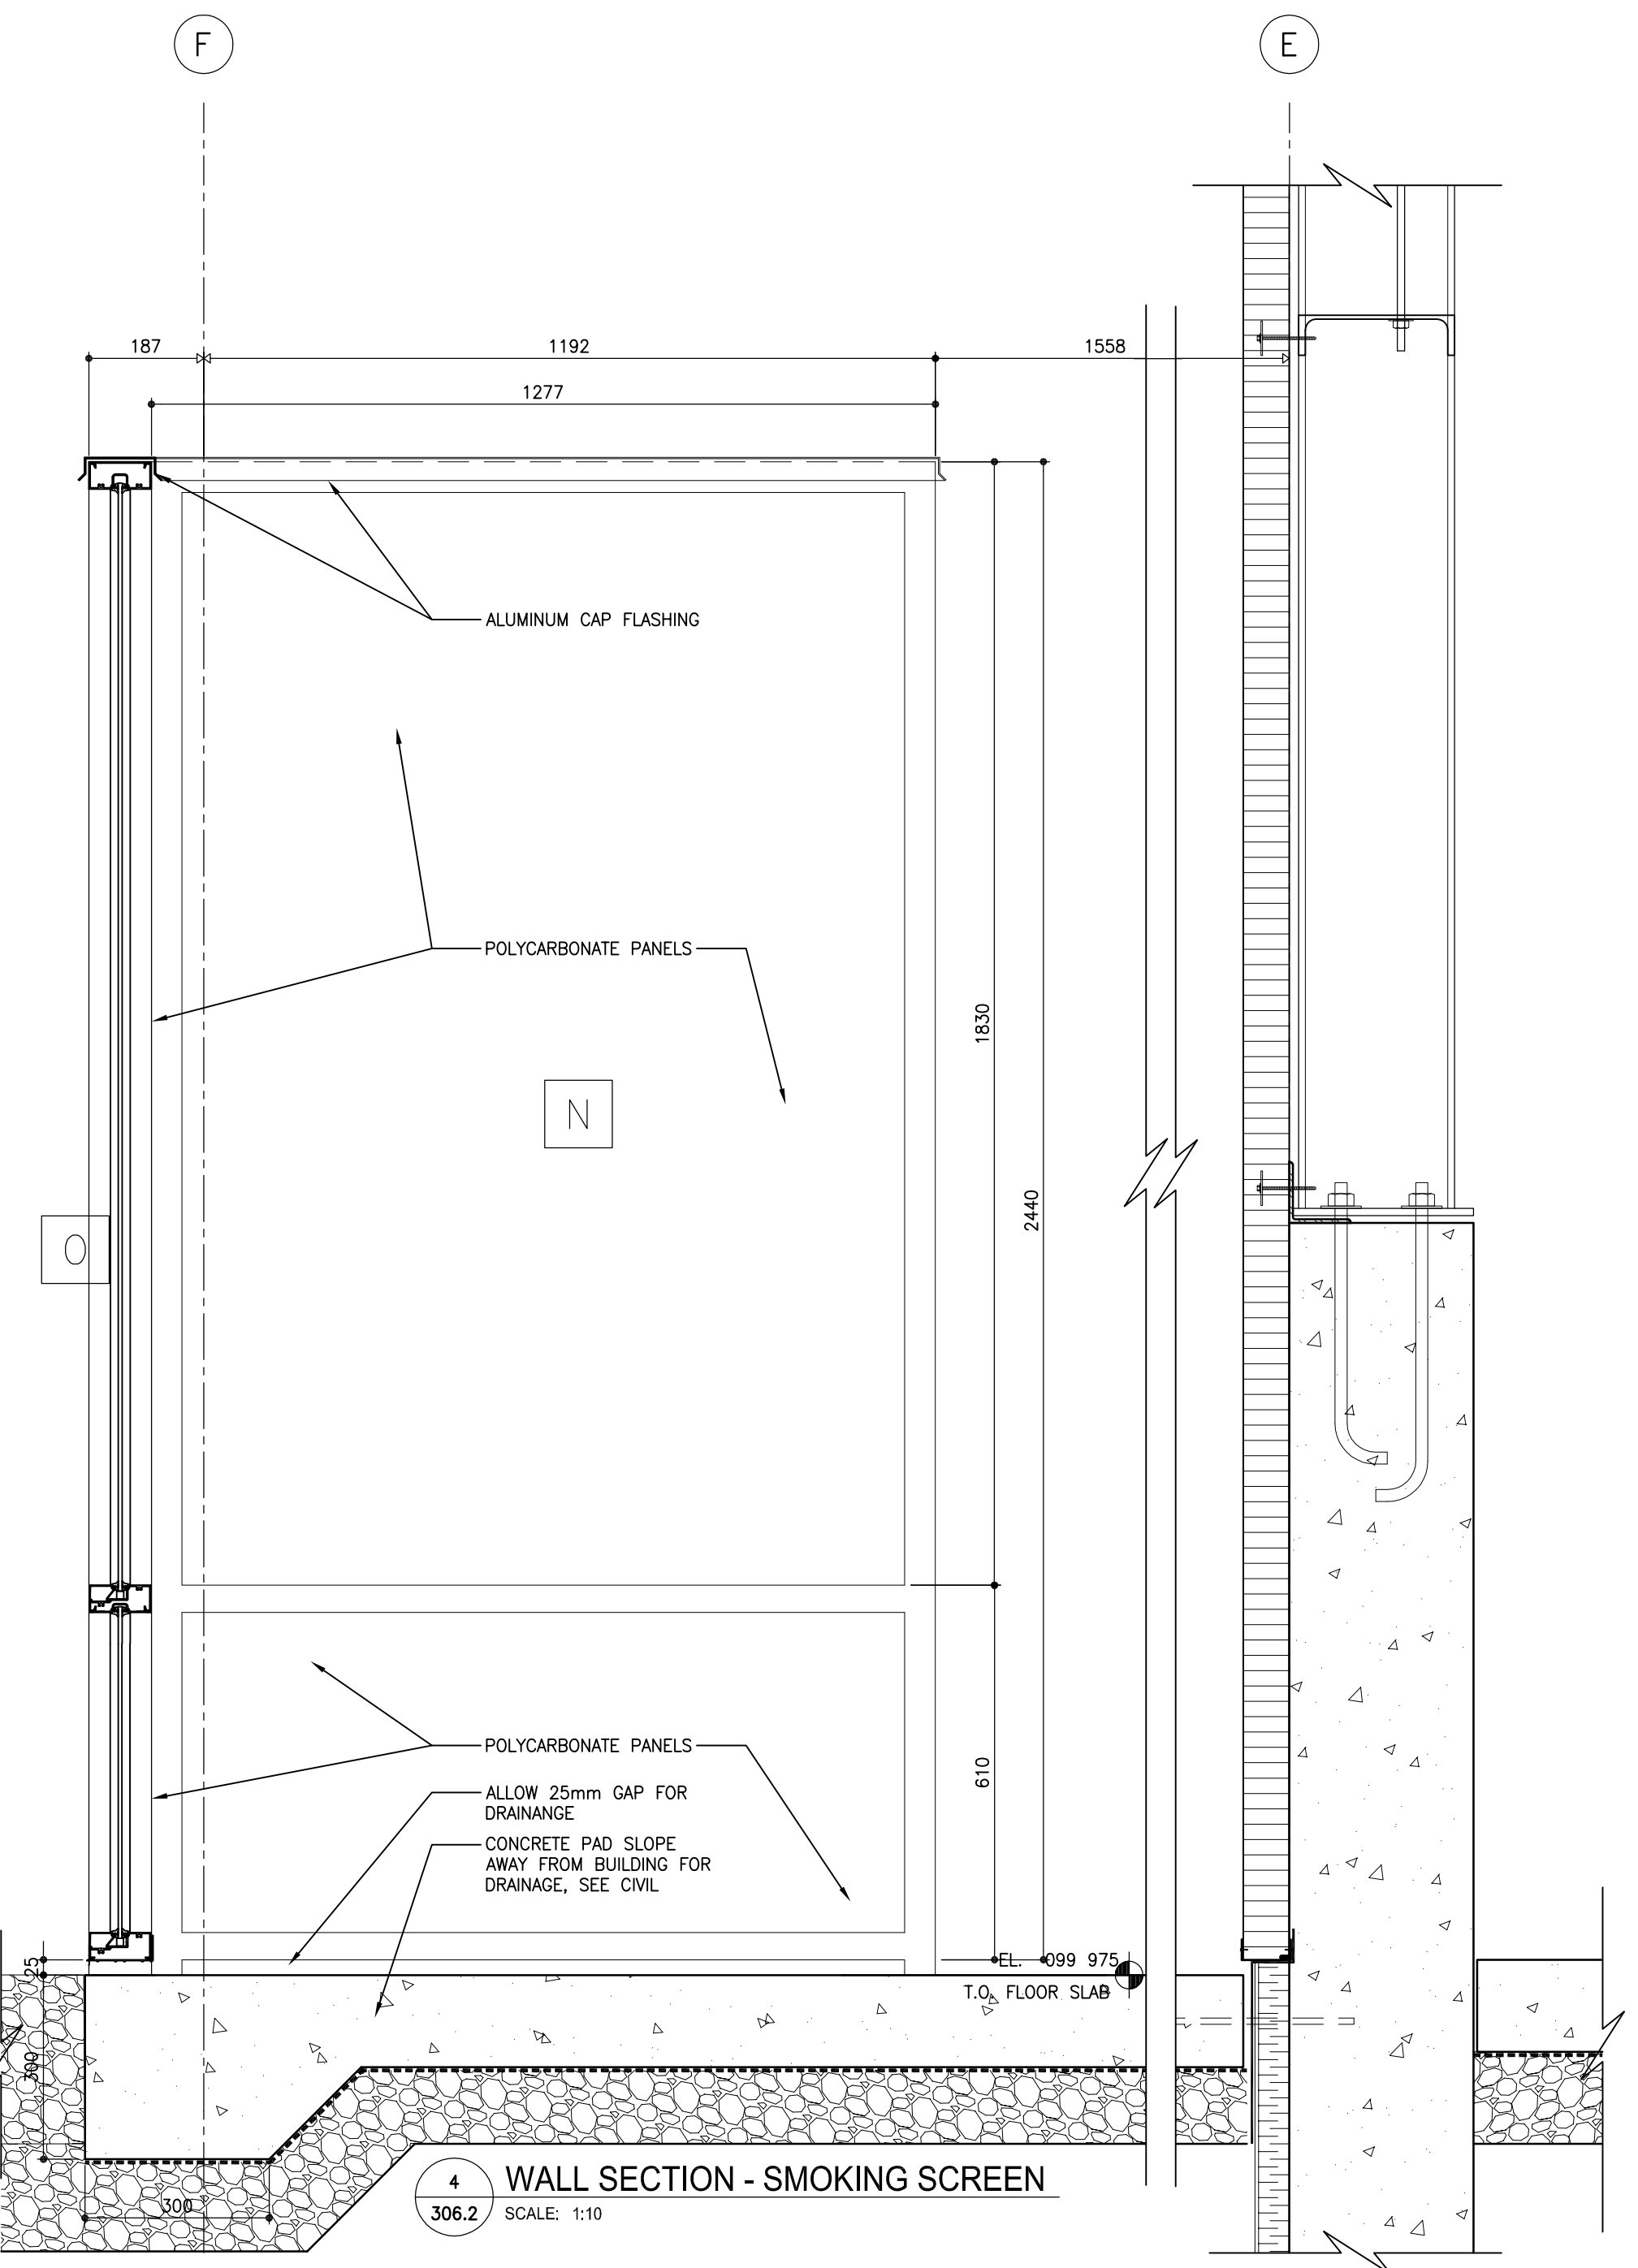 F
E
187
1192
1558
1277
ALUMINUM CAP FLASHING
POLYCARBONATE PANELS
1830
N
2440
O
POLYCARBONATE PANELS
610
ALLOW 25mm GAP FOR
DRAINANGE
CONCRETE PAD SLOPE
AWAY FROM BUILDING FOR
DRAINAGE, SEE CIVIL
25
EL. 099 975
T.O. FLOOR SLAB
300
300
4
306.2
WALL SECTION - SMOKING SCREEN
SCALE: 1:10